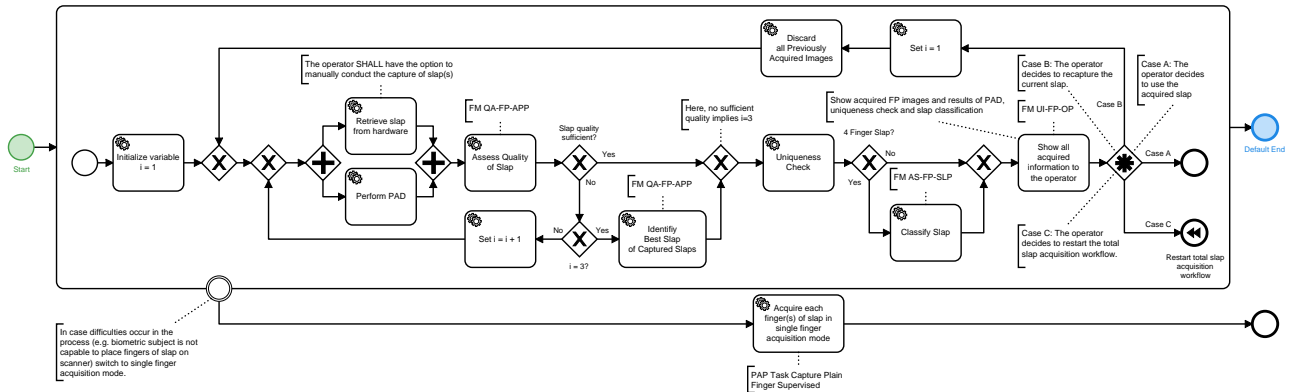 Discard
all Previously
Acquired Images
Set i = 1
The operator SHALL have the option to
manually conduct the capture of slap(s)
Case B: The operator
decides to recapture the
current slap.
Case A: The
operator decides
to use the
acquired slap
Case B
Show acquired FP images and results of PAD,
uniqueness check and slap classification
Here, no sufficient
quality implies i=3
FM QA-FP-APP
FM UI-FP-OP
Retrieve slap
from hardware
Slap quality
sufficient?
4 Finger Slap?
Start
Initialize variable
i = 1
Assess Quality
of Slap
Yes
Uniqueness
Check
No
Show all
acquired
information to
the operator
Case A
Default End
Perform PAD
No
FM QA-FP-APP
Yes
FM AS-FP-SLP
Set i = i + 1
No
Yes
Identifiy
Best Slap
of Captured Slaps
Classify Slap
Case C: The operator
decides to restart the total
slap acquisition workflow.
Case C
i = 3?
Restart total slap
acquisition
workflow
In case difficulties occur in the
process (e.g. biometric subject is not
capable to place fingers of slap on
scanner) switch to single finger
acquisition mode.
Acquire each
finger(s) of slap in
single finger
acquisition mode
PAP Task Capture Plain
Finger Supervised